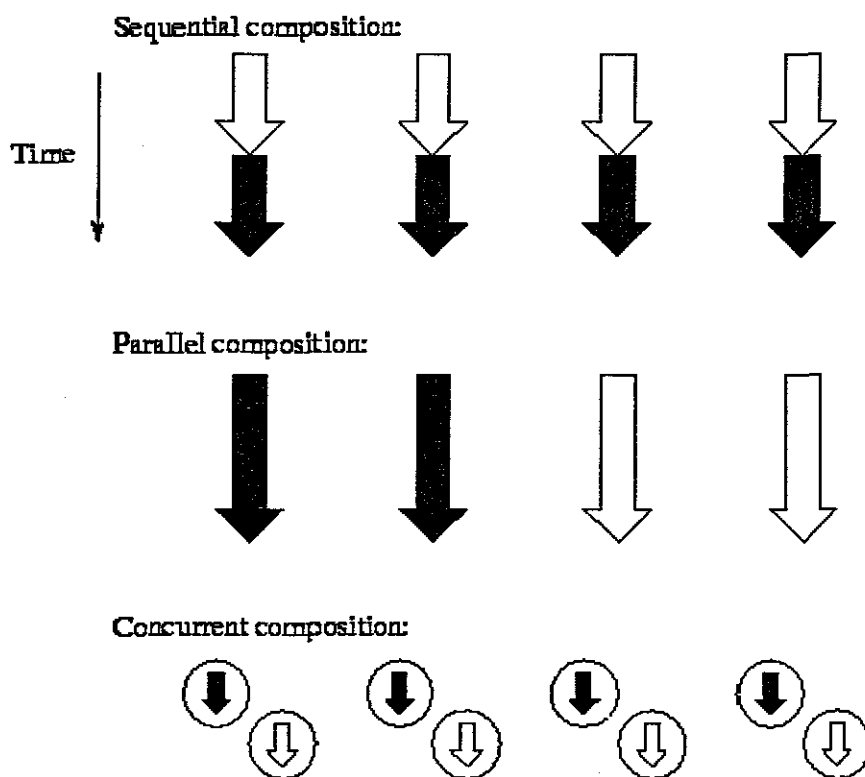 Sequential composition:
Time
Parallel composition:
Concurrent composition: